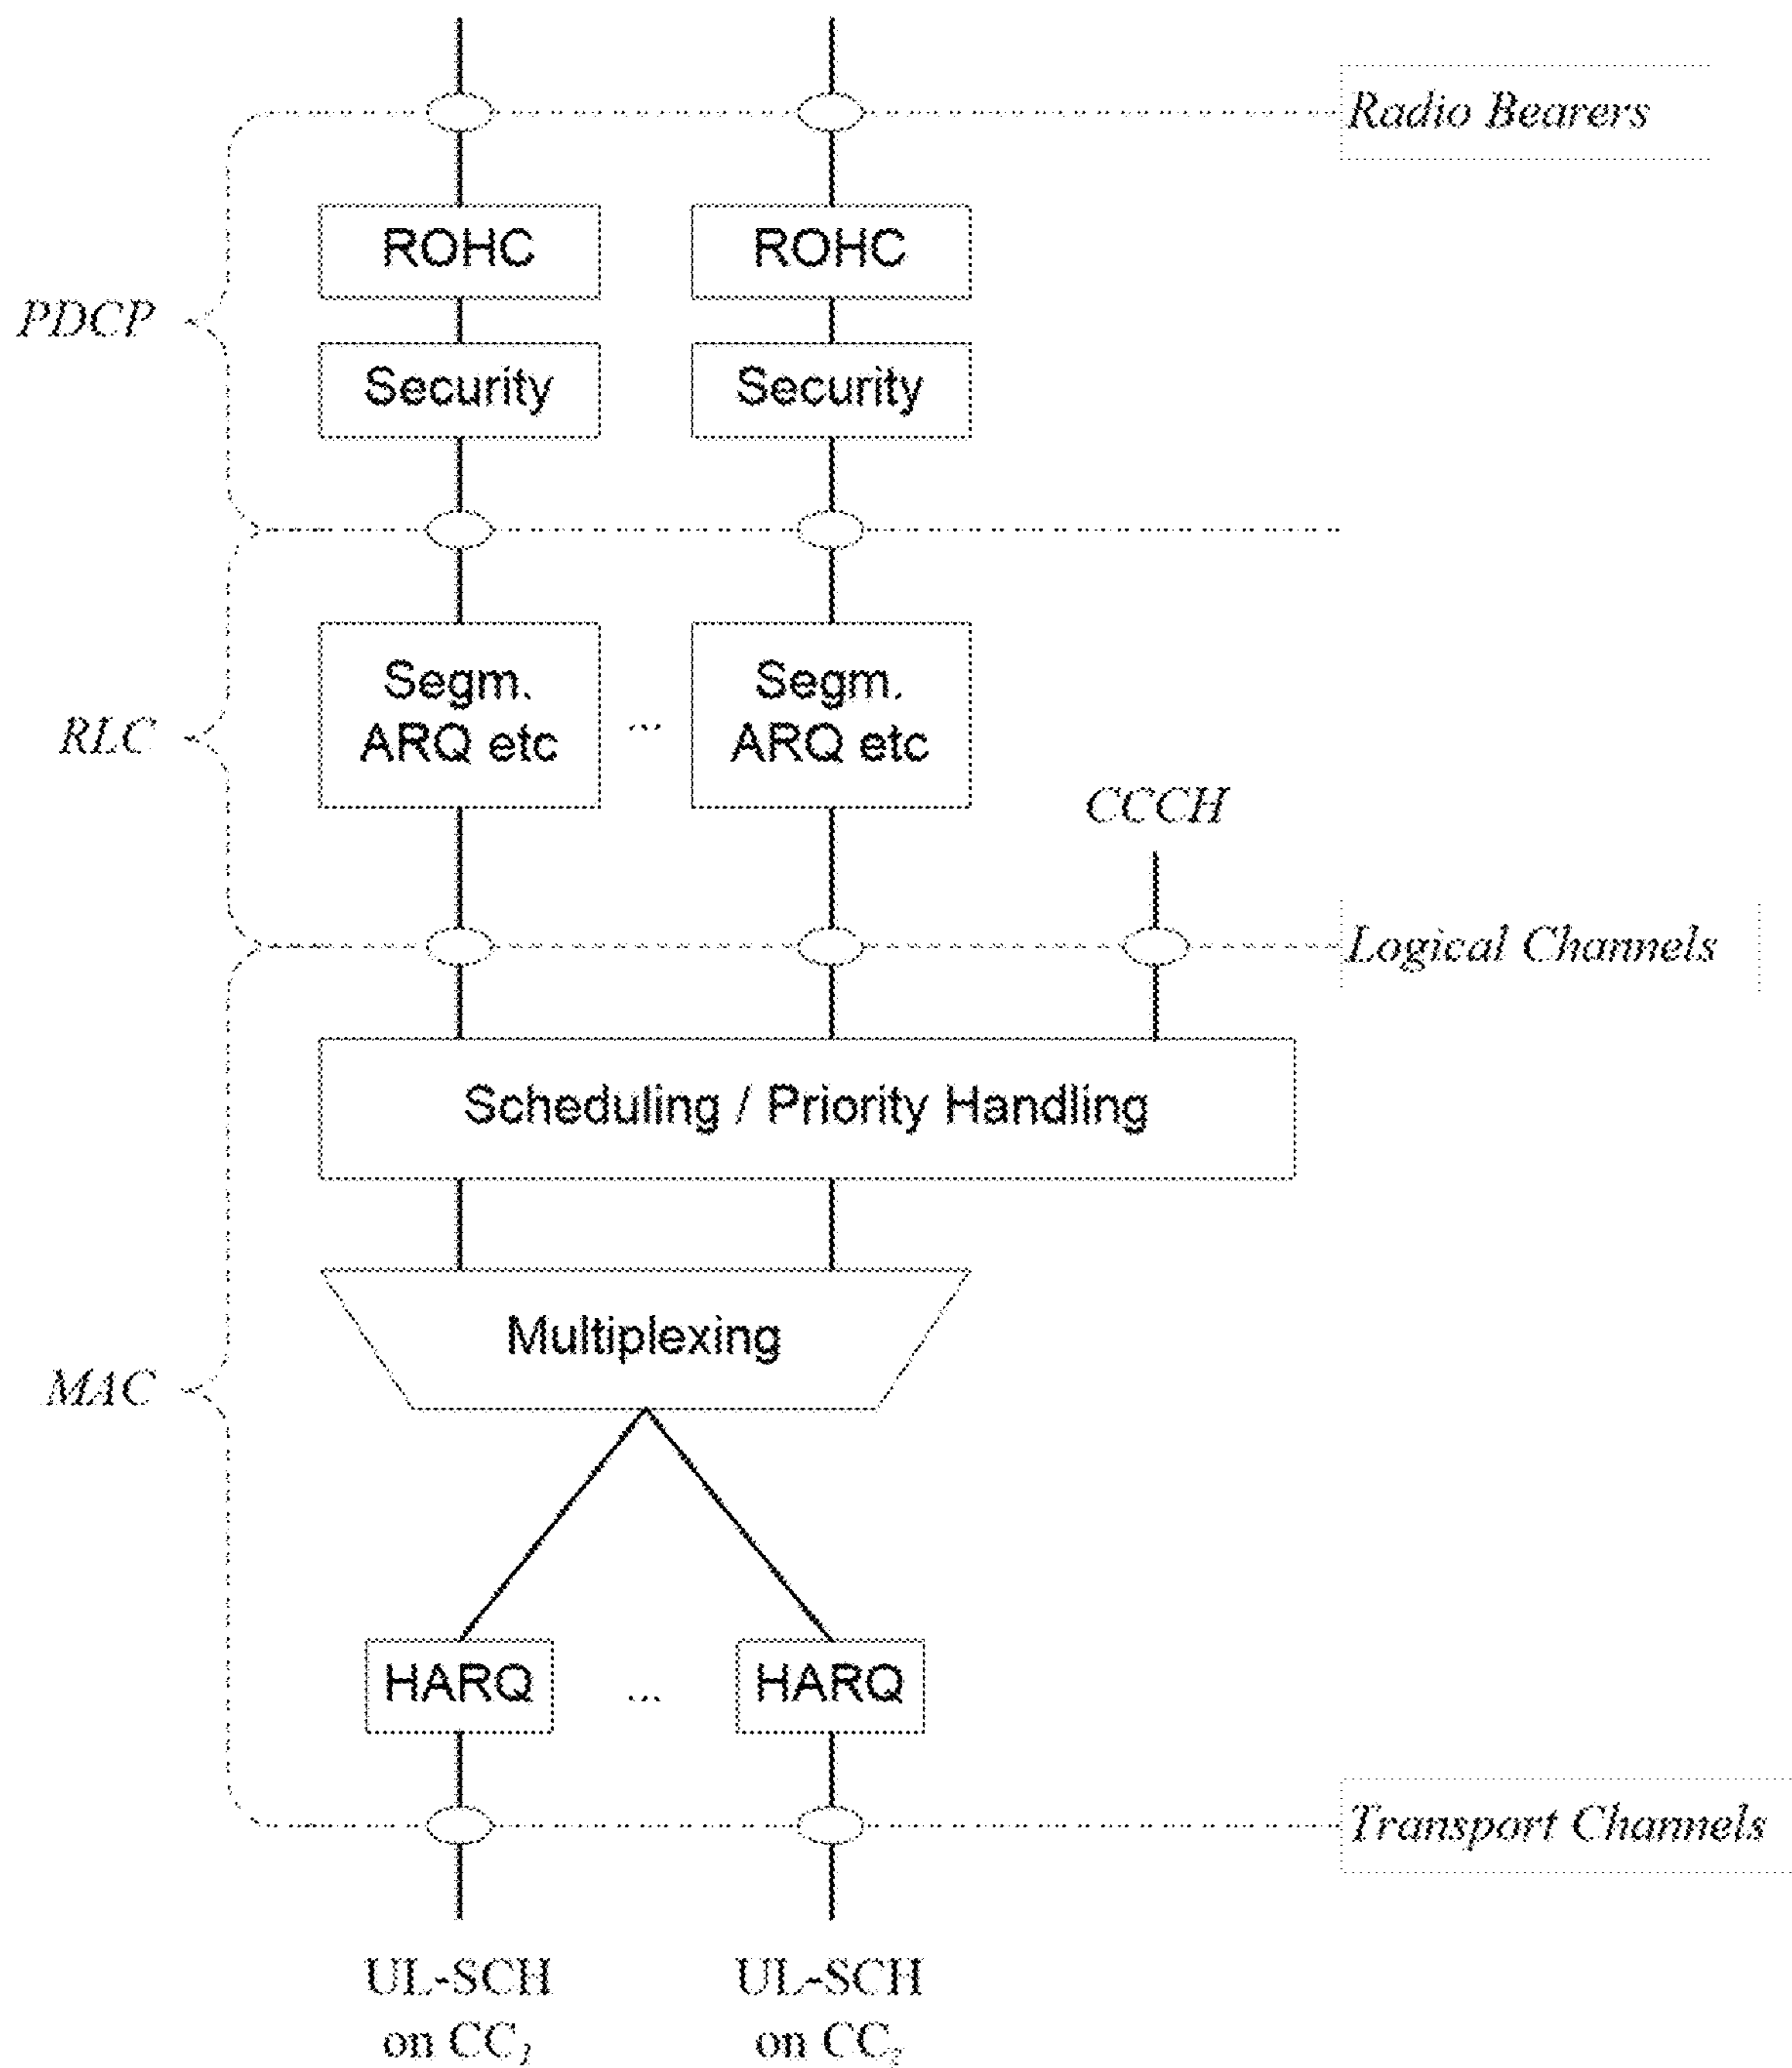 Radio Bearers
ROHC ROHC
PDCP
Security Security
Segm. Segm.
RLC
ARQ etc ... ARQ etc
CCCH
Logical Channels
Scheduling / Priority Handling
Multiplexing
MAC
HARQ ... HARQ
Transport Channels
UL-SCH UL-SCH
on CC on CC